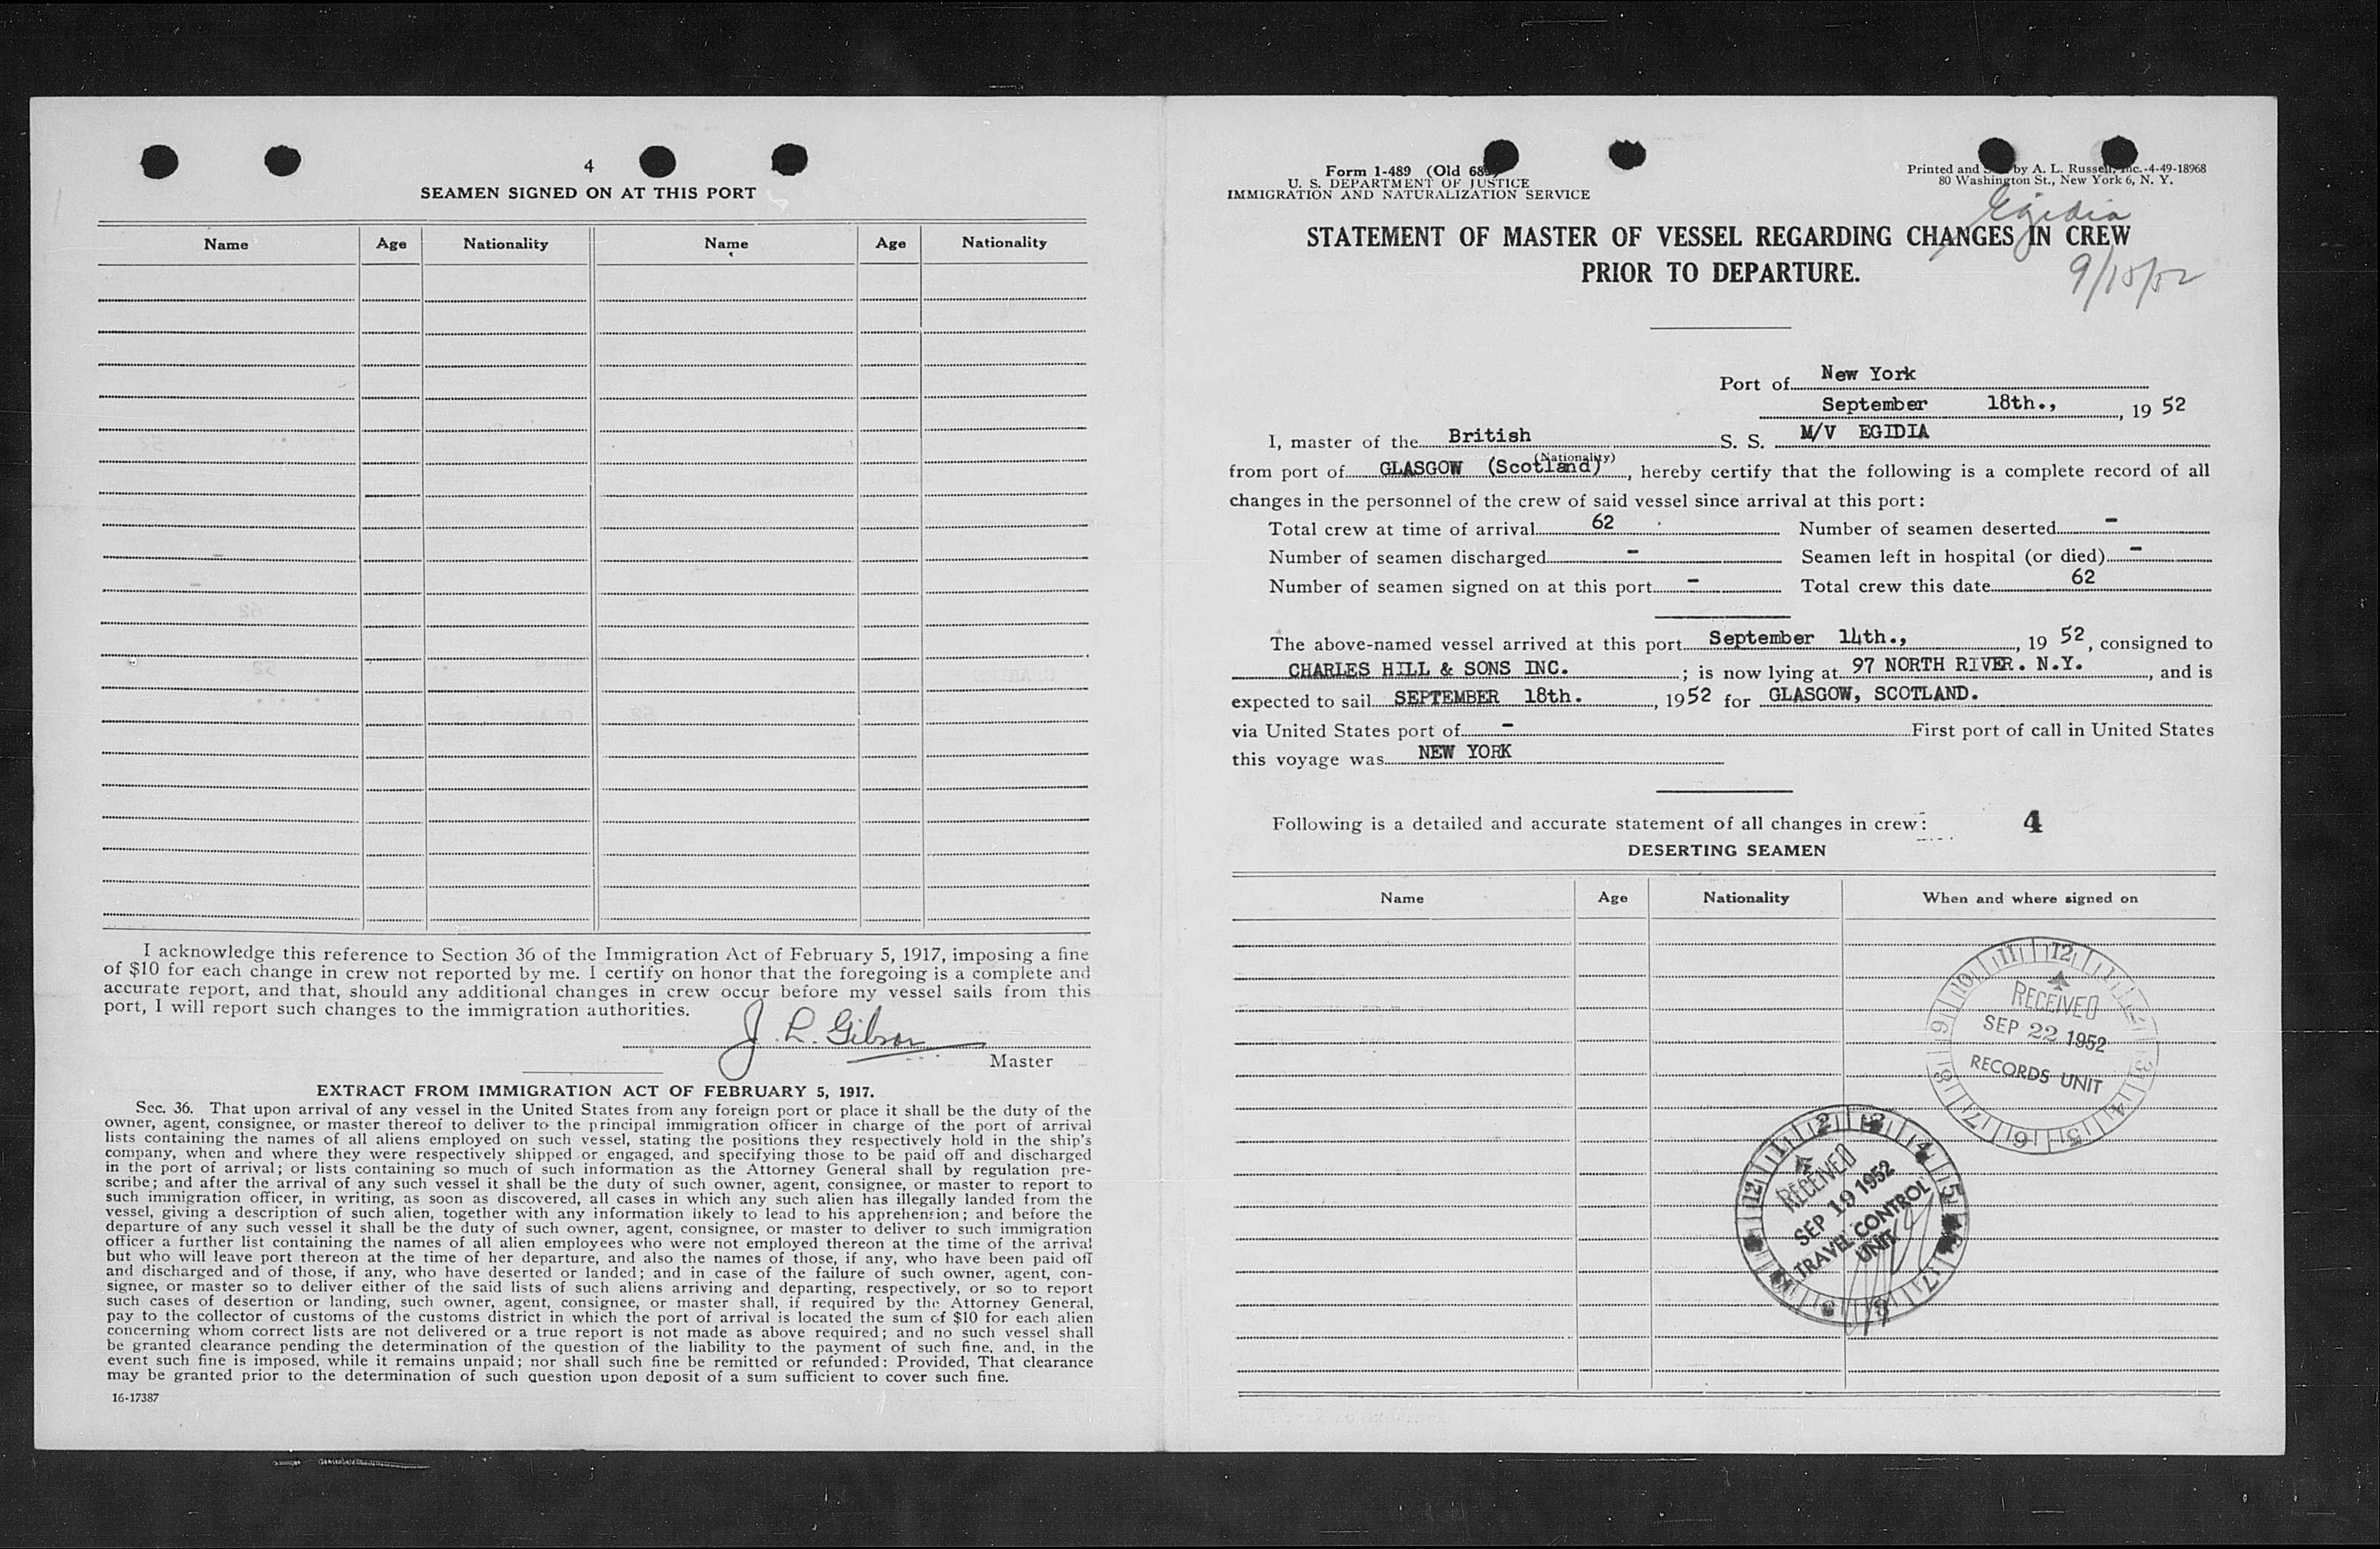 4
SEAMEN SIGNED ON AT THIS PORT
Name Age Nationality Name Age Nationality
I acknowledge this reference to Section 36 of the Immigration Act of February 5, 1917, imposing a fine
of $10 for each change in crew not reported by me. I certify on honor that the foregoing is a complete and
accurate report, and that, should any additional changes in crew occur before my vessel sails from this
port, I will report such changes to the immigration authorities.
J. L. Gibson
Master
EXTRACT FROM IMMIGRATION ACT OF FEBRUARY 5, 1917.
Sec. 36. That upon arrival of any vessel in the United States from any foreign port or place it shall be the duty of the
owner, agent, consignee, or master thereof to deliver to the principal immigration officer in charge of the port of arrival
lists containing the names of all aliens employed on such vessel, stating the positions they respectively hold in the ship's
company, when and where they were respectively shipped or engaged, and specifying those to be paid off and discharged
in the port of arrival; or lists containing so much of such information as the Attorney General shall by regulation pre-
scribe; and after the arrival of any such vessel it shall be the duty of such owner, agent, consignee, or master to report to
such immigration officer, in writing, as soon as discovered, all cases in which any such alien has illegally landed from the
vessel, giving a description of such alien, together with any information likely to lead to his apprehension; and before the
departure of any such vessel it shall be the duty of such owner, agent, consignee, or master to deliver to such immigration
officer a further list containing the names of all alien employees who were not employed thereon at the time of the arrival
but who will leave port thereon at the time of her departure, and also the names of those, if any, who have been paid off
and discharged and of those, if any, who have deserted or landed; and in case of the failure of such owner, agent, con-
signee, or master so to deliver either of the said lists of such aliens arriving and departing, respectively, or so to report
such cases of desertion or landing, such owner, agent, consignee, or master shall, if required by the Attorney General,
pay to the collector of customs of the customs district in which the port of arrival is located the sum of $10 for each alien
concerning whom correct lists are not delivered or a true report is not made as above required; and no such vessel shall
be granted clearance pending the determination of the question of the liability to the payment of such fine, and, in the
event such fine is imposed, while it remains unpaid; nor shall such fine be remitted or refunded: Provided, That clearance
may be granted prior to the determination of such question upon deposit of a sum sufficient to cover such fine.
16-17387
Form 1-489 (Old 68
U. S. DEPARTMENT OF JUSTICE
IMMIGRATION AND NATURALIZATION SERVICE
Printed and by A. L. Russell, Inc.-4-49-18968
80 Washington St., New York 6, N. Y.
Egidia
STATEMENT OF MASTER OF VESSEL REGARDING CHANGES IN CREW
PRIOR TO DEPARTURE.
9/18/52
Port of New York
September 18th., , 19 52
I, master of the British S. S. M/V EGIDIA
(Nationality)
from port of GLASGOW (Scotland) , hereby certify that the following is a complete record of all
changes in the personnel of the crew of said vessel since arrival at this port:
Total crew at time of arrival 62 Number of seamen deserted -
Number of seamen discharged - Seamen left in hospital (or died) -
Number of seamen signed on at this port - Total crew this date 62
The above-named vessel arrived at this port September 14th., , 19 52, consigned to
CHARLES HILL & SONS INC. ; is now lying at 97 NORTH RIVER. N.Y. , and is
expected to sail SEPTEMBER 18th. , 1952 for GLASGOW, SCOTLAND.
via United States port of - First port of call in United States
this voyage was NEW YORK
Following is a detailed and accurate statement of all changes in crew: 4
DESERTING SEAMEN
Name Age Nationality When and where signed on
RECEIVED
SEP 22 1952
RECORDS UNIT
RECEIVED
SEP 19 1952
TRAVEL CONTROL
UNIT